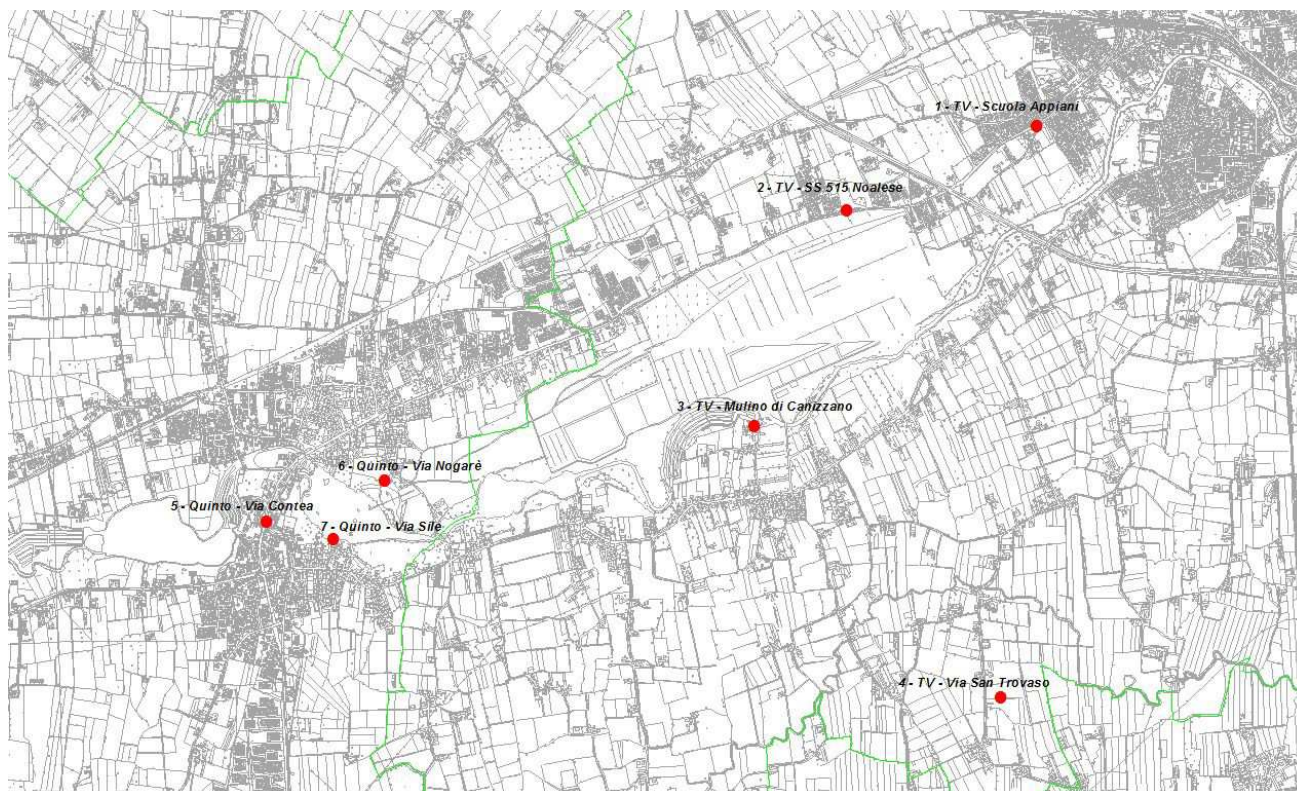 1 - TV - Scuola Appiani
2 - TV - SS 515 Noalese
3 - TV - Mulino di Canizzano
6 - Quinto - Via Nogarè
5 - Quinto - Via Contea
7 - Quinto - Via Sile
4 - TV - Via San Trovaso